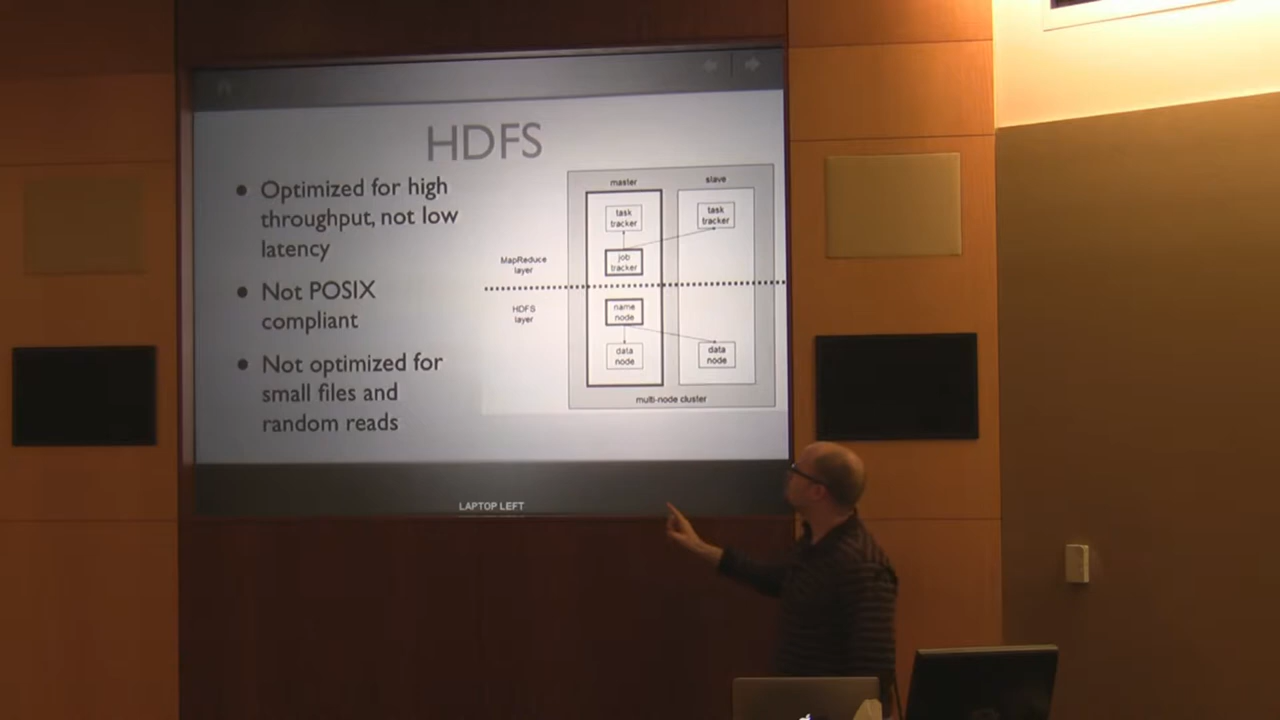 HDFS
• Optimized for high
throughput, not low
latency
• Not POSIX
compliant
• Not optimized for
small files and
random reads
master
slave
task
tracker
task
tracker
job
tracker
MapReduce
layer
HDFS
layer
name
node
data
node
data
node
multi-node cluster
LAPTOP LEFT